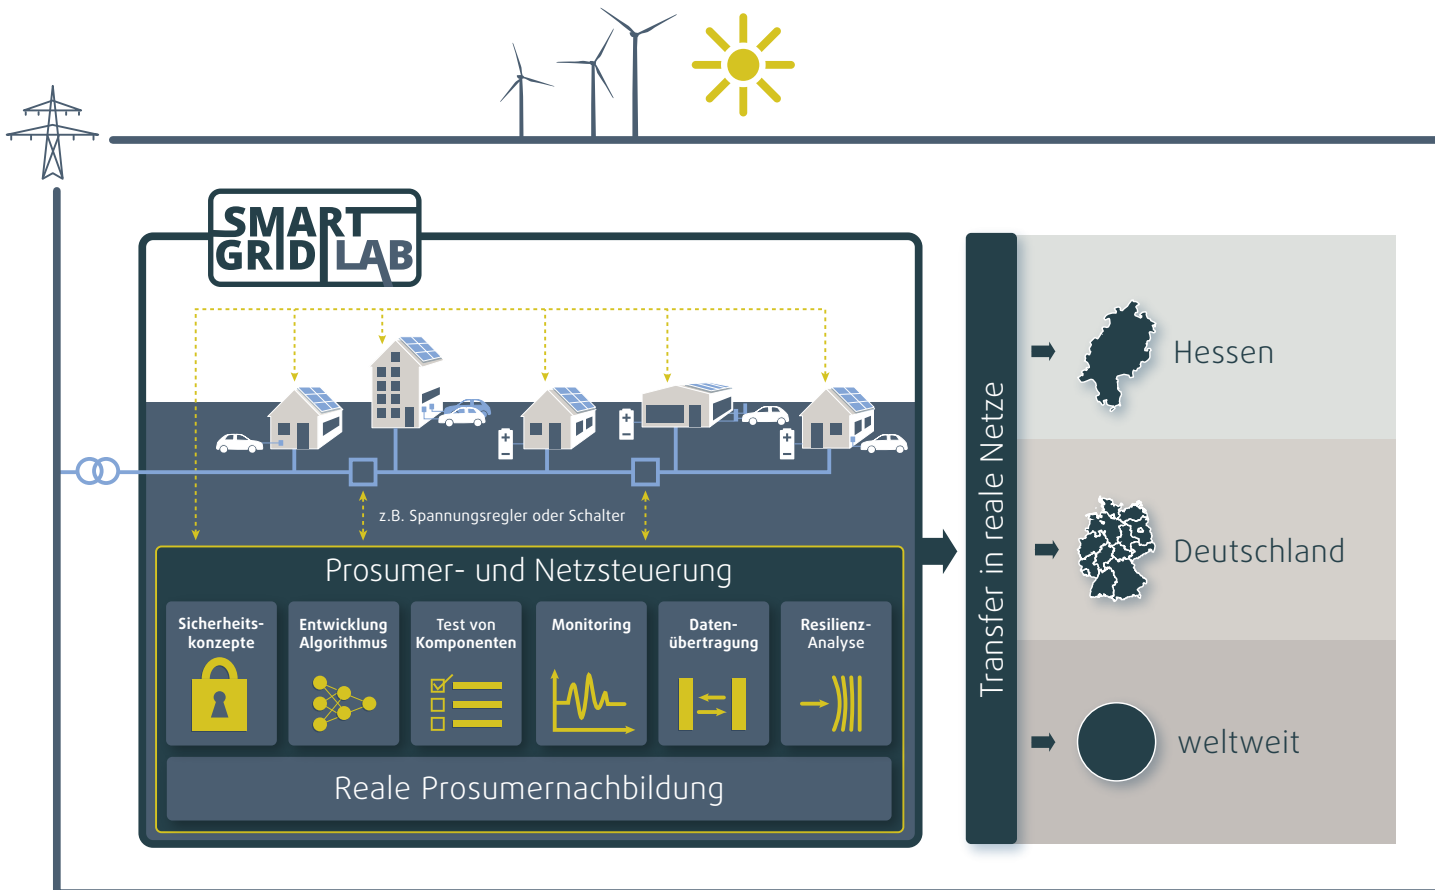 SMART
GRID LAB
z.B. Spannungsregler oder Schalter
Prosumer- und Netzsteuerung
Sicherheits-
konzepte
Entwicklung
Algorithmus
Test von
Komponenten
Monitoring
Daten-
übertragung
Resilienz-
Analyse
Reale Prosumernachbildung
Transfer in reale Netze
Hessen
Deutschland
weltweit